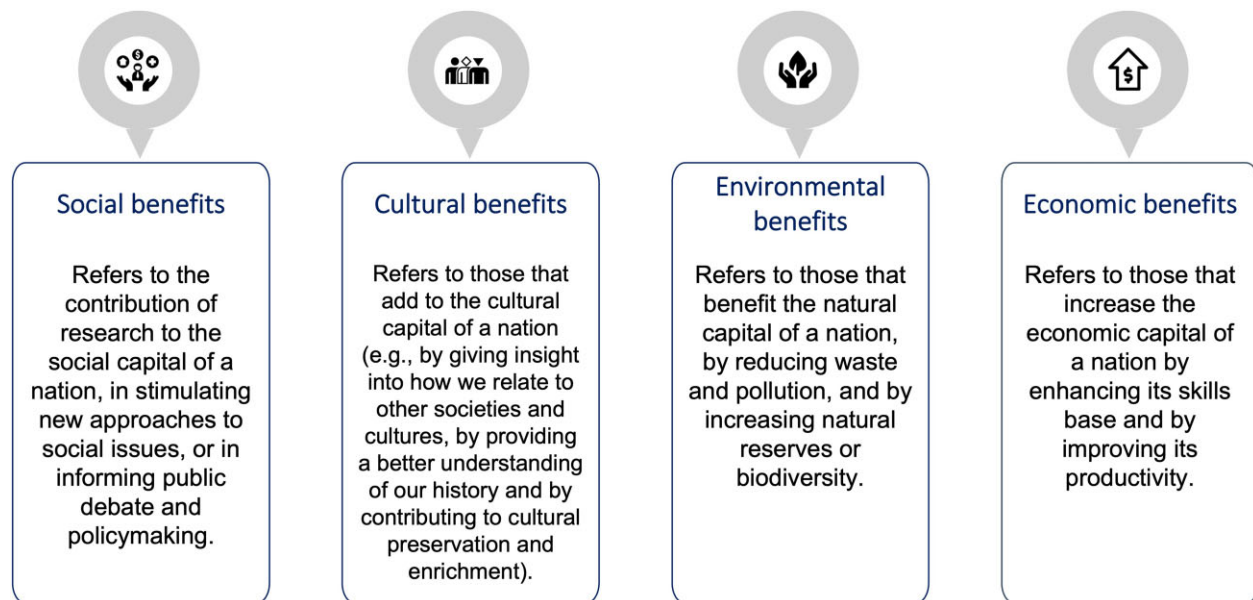 Social benefits
Refers to the
contribution of
research to the
social capital of a
nation, in stimulating
new approaches to
social issues, or in
informing public
debate and
policymaking.
Cultural benefits
Refers to those that
add to the cultural
capital of a nation
(e.g., by giving insight
into how we relate to
other societies and
cultures, by providing
a better understanding
of our history and by
contributing to cultural
preservation and
enrichment).
Environmental
benefits
Refers to those that
benefit the natural
capital of a nation,
by reducing waste
and pollution, and by
increasing natural
reserves or
biodiversity.
Economic benefits
Refers to those that
increase the
economic capital of
a nation by
enhancing its skills
base and by
improving its
productivity.